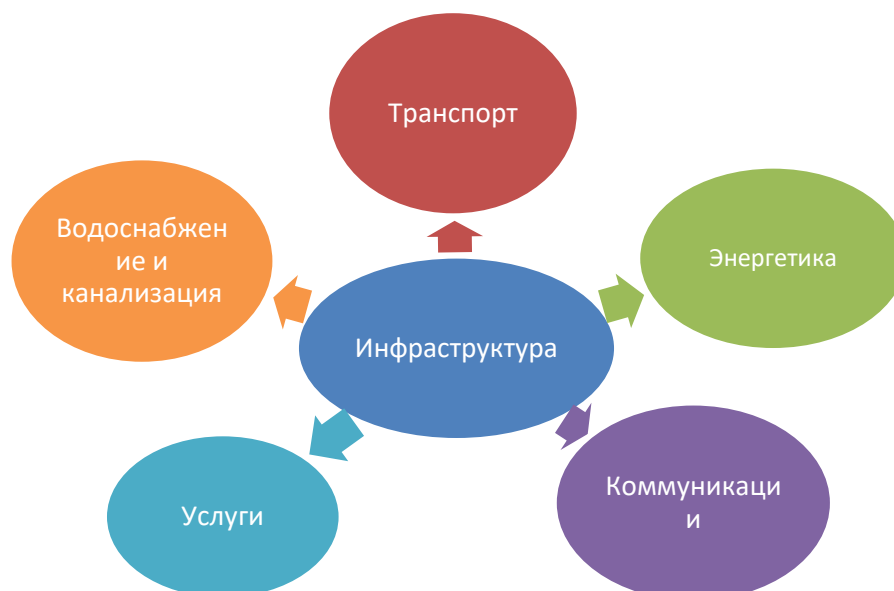 Транспорт
Водоснабжен
ие и
канализация
Энергетика
Инфраструктура
Услуги
Коммуникаци
и